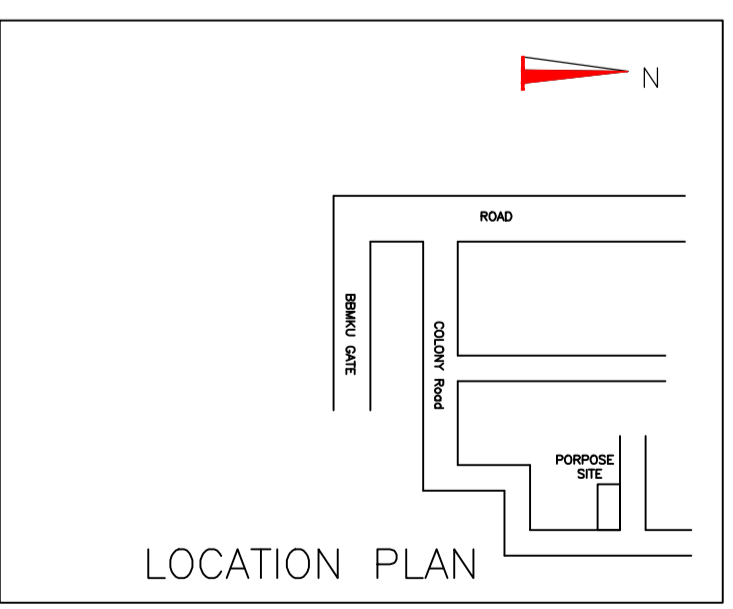 N
ROAD
BBMKU GATE
COLONY Road
PORPOSE
SITE
LOCATION PLAN